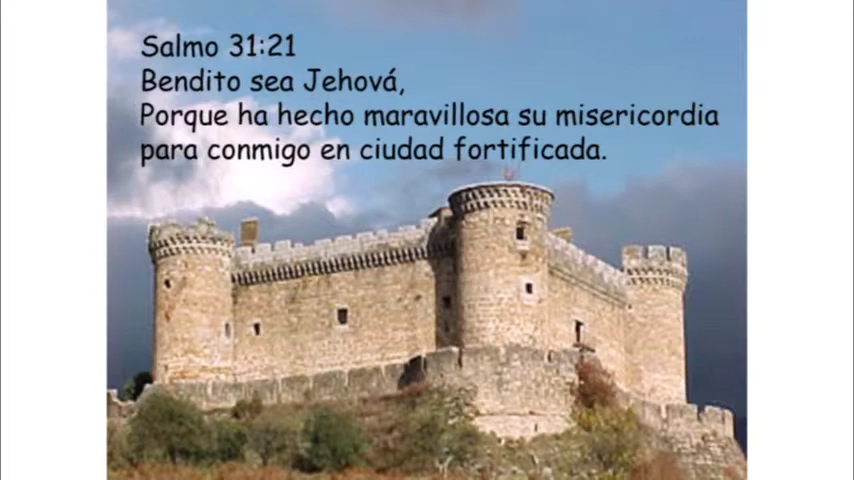 Salmo 31:21
Bendito sea Jehová,
Porque ha hecho maravillosa su misericordia
para conmigo en ciudad fortificada.